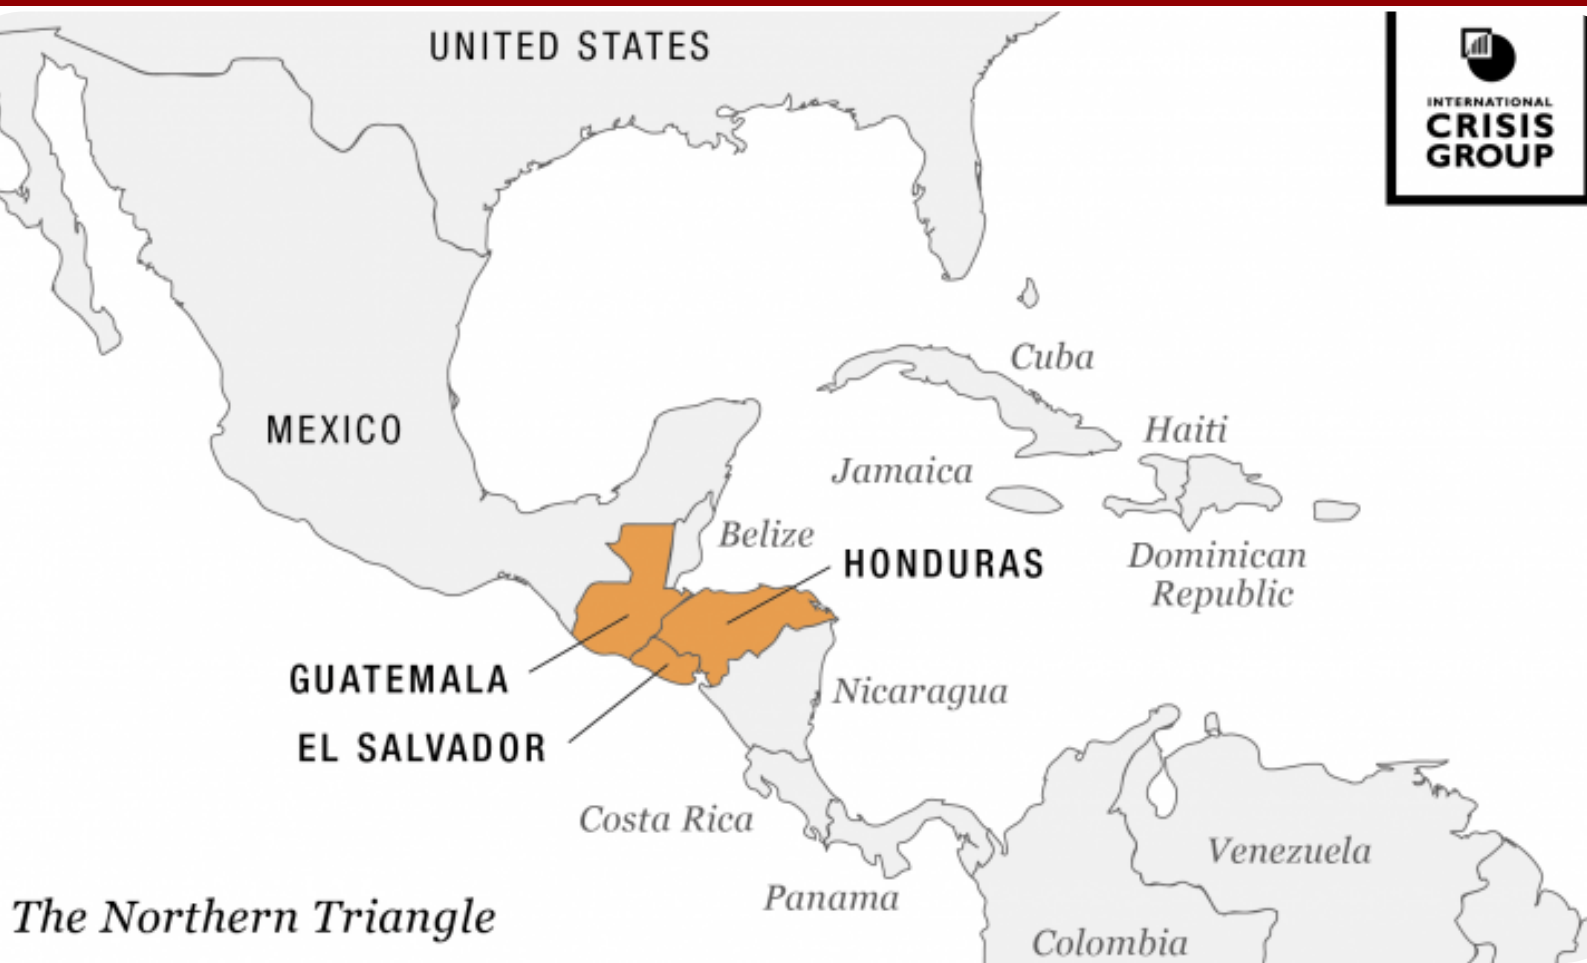 UNITED STATES
INTERNATIONAL
CRISIS
GROUP
Cuba
MEXICO
Haiti
Jamaica
Belize
HONDURAS
Dominican
Republic
GUATEMALA
Nicaragua
EL SALVADOR
Costa Rica
Venezuela
Panama
The Northern Triangle
Colombia